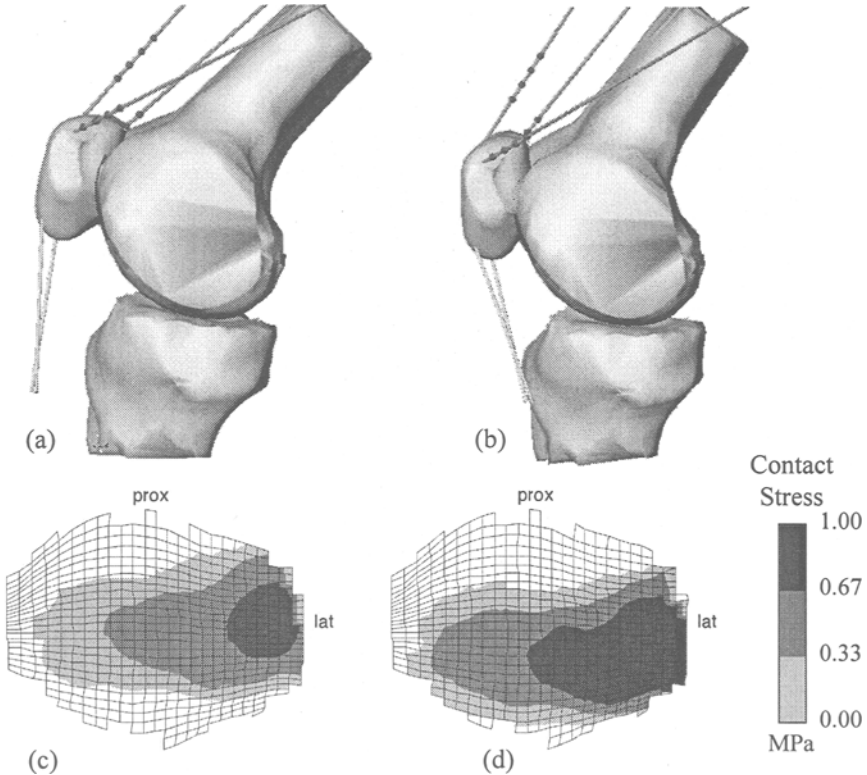 (a)
(b)
prox
lat
(c)
prox
lat
(d)
Contact
Stress
1.00
0.67
0.33
0.00
MPa